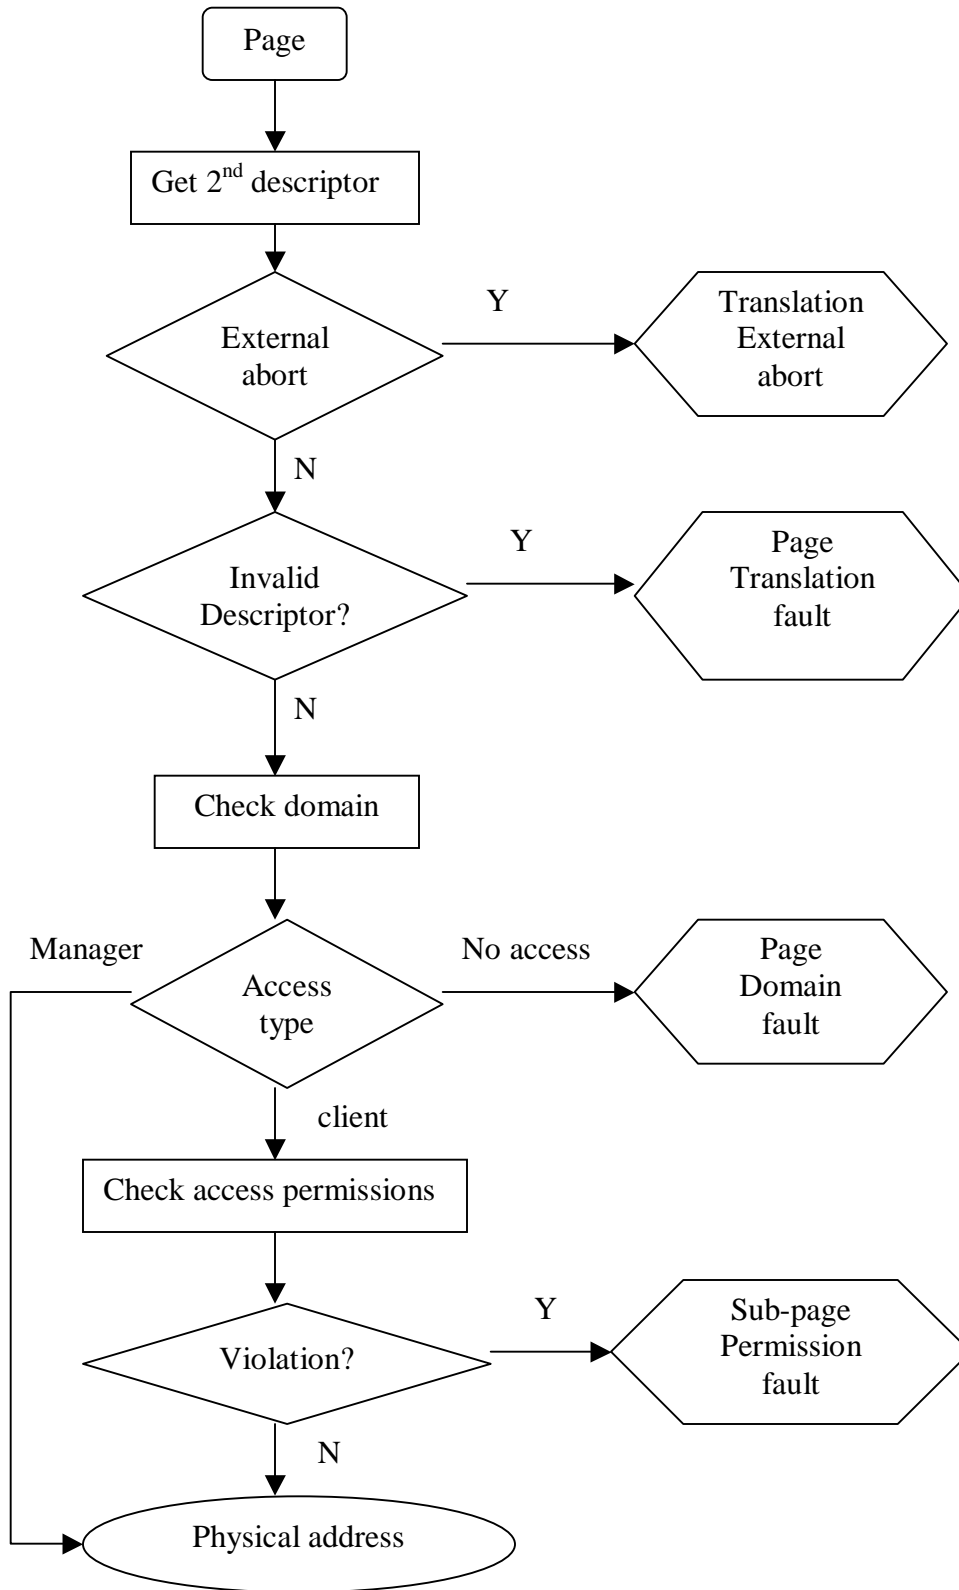 Page
Get 2nd descriptor
External
abort
Y
Translation
External
abort
N
Invalid
Descriptor?
Y
Page
Translation
fault
N
Check domain
Manager
Access
type
No access
Page
Domain
fault
client
Check access permissions
Violation?
Y
Sub-page
Permission
fault
N
Physical address